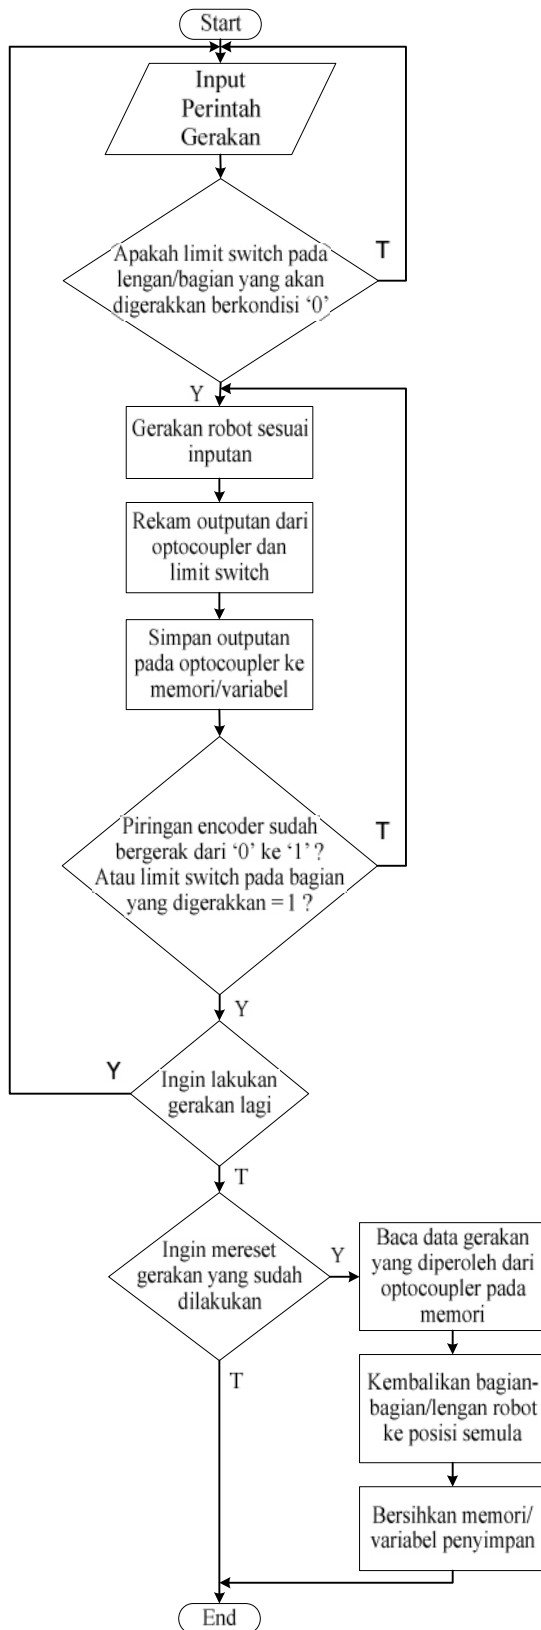 Start
Input
Perintah
Gerakan
Apakah limit switch pada
lengan/bagian yang akan
digerakkan berkondisi ‘0’
T
Y
Gerakan robot sesuai
inputan
Rekam outputan dari
optocoupler dan
limit switch
Simpan outputan
pada optocoupler ke
memori/variabel
Piringan encoder sudah
bergerak dari ‘0’ ke ‘1’ ?
Atau limit switch pada bagian
yang digerakkan =1 ?
T
Y
Ingin lakukan
gerakan lagi
Y
T
Ingin mereset
gerakan yang sudah
dilakukan
Y
T
Baca data gerakan
yang diperoleh dari
optocoupler pada
memori
Kembalikan bagian-
bagian/lengan robot
ke posisi semula
Bersihkan memori/
variabel penyimpan
End